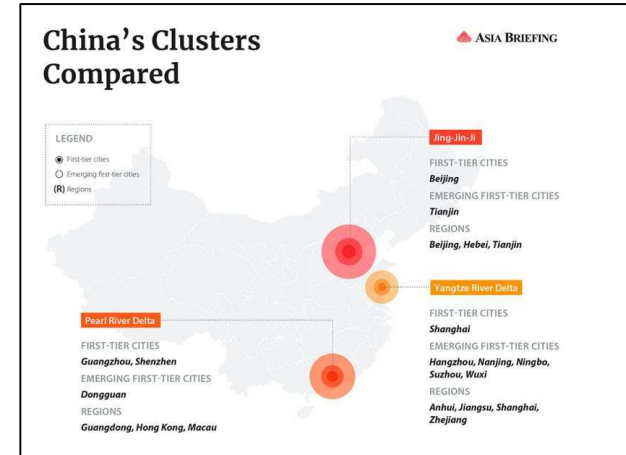 China's Clusters
Compared
ASIA BRIEFING
LEGEND
First-tier cities
Emerging first-tier cities
(R) Regions
Jing-Jin-Ji
FIRST-TIER CITIES
Beijing
EMERGING FIRST-TIER CITIES
Tianjin
REGIONS
Beijing, Hebei, Tianjin
Yangtze River Delta
FIRST-TIER CITIES
Shanghai
EMERGING FIRST-TIER CITIES
Hangzhou, Nanjing, Ningbo,
Suzhou, Wuxi
REGIONS
Anhui, Jiangsu, Shanghai,
Zhejiang
Pearl River Delta
FIRST-TIER CITIES
Guangzhou, Shenzhen
EMERGING FIRST-TIER CITIES
Dongguan
REGIONS
Guangdong, Hong Kong, Macau